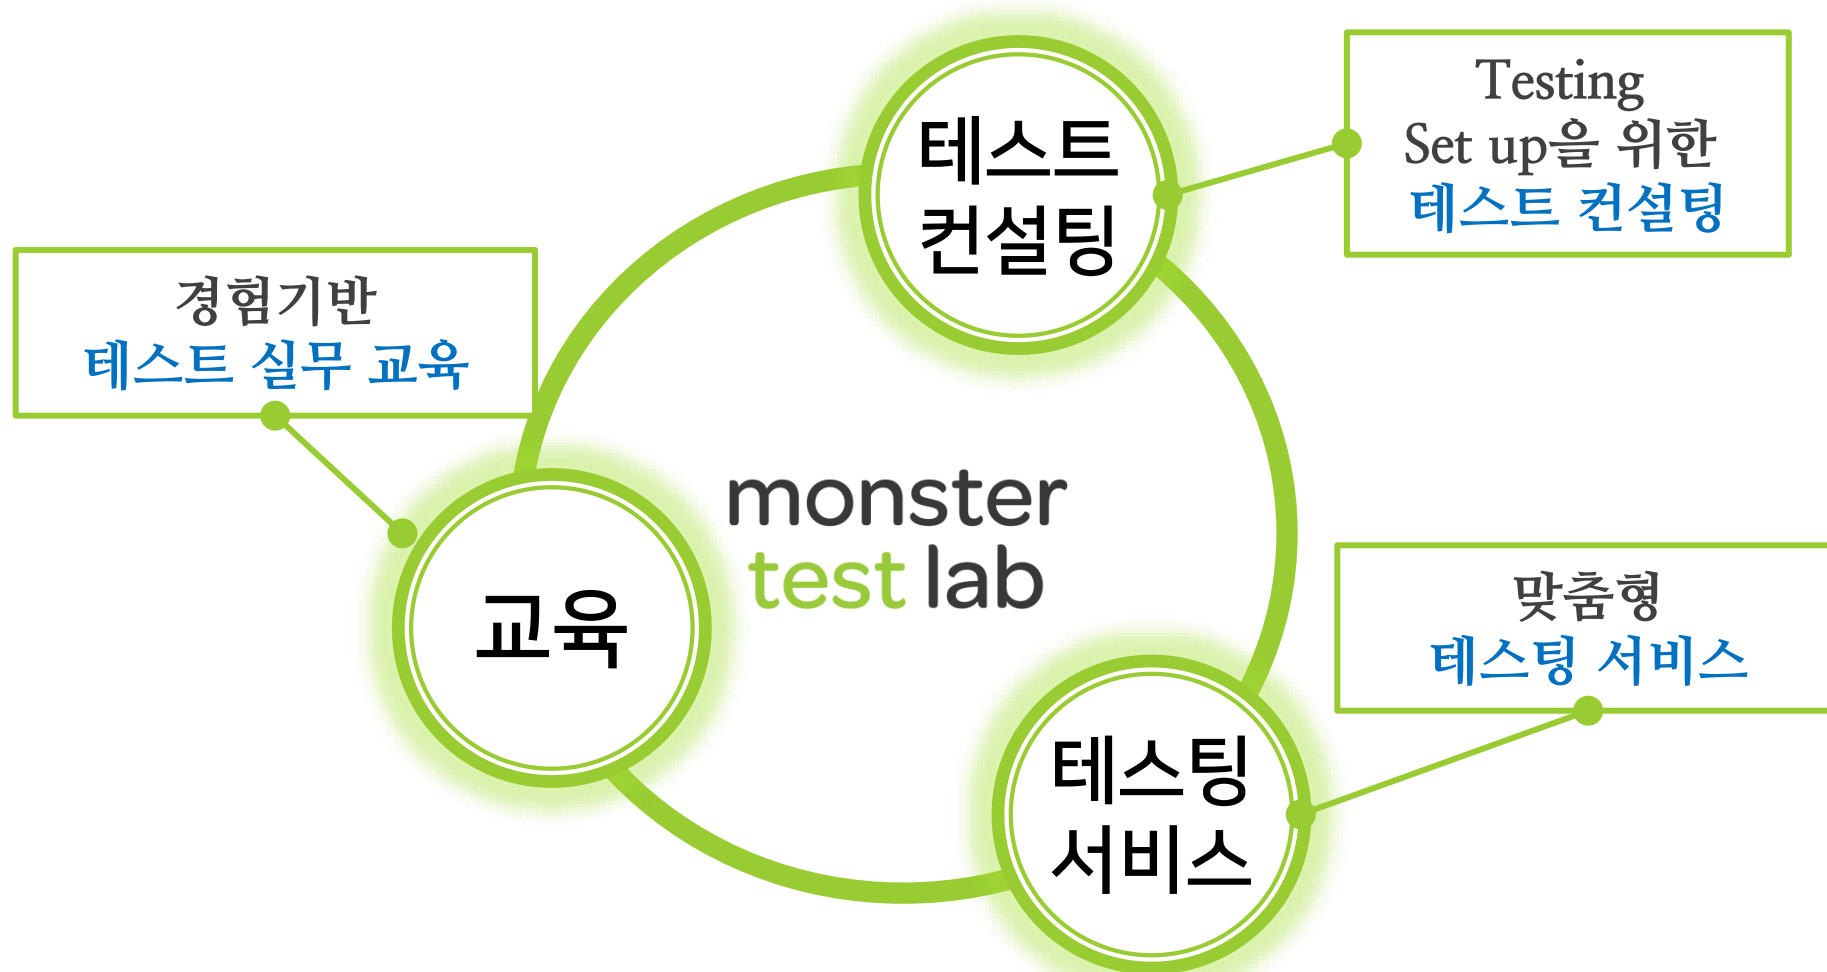 테스트
컨설팅
Testing
Set up을 위한
테스트 컨설팅
경험기반
테스트 실무 교육
monster
test lab
교육
맞춤형
테스팅 서비스
테스팅
서비스